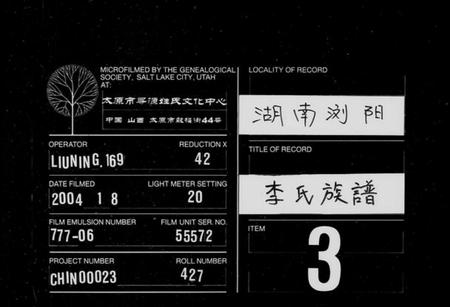 MICROFILMED BY THE GENEALOGICAL
SOCIETY, SALT LAKE CITY, UTAH
AT:
太原市寻源姓氏文化中心
中国 山西 太原市鼓楼街44号
OPERATOR REDUCTION X
LIUNING.169 42
DATE FILMED LIGHT METER SETTING
2004 1 8 20
FILM EMULSION NUMBER FILM UNIT SER. NO.
777-06 55572
PROJECT NUMBER ROLL NUMBER
CHIN00023 427
LOCALITY OF RECORD
湖南浏阳
TITLE OF RECORD
李氏族譜
ITEM
3